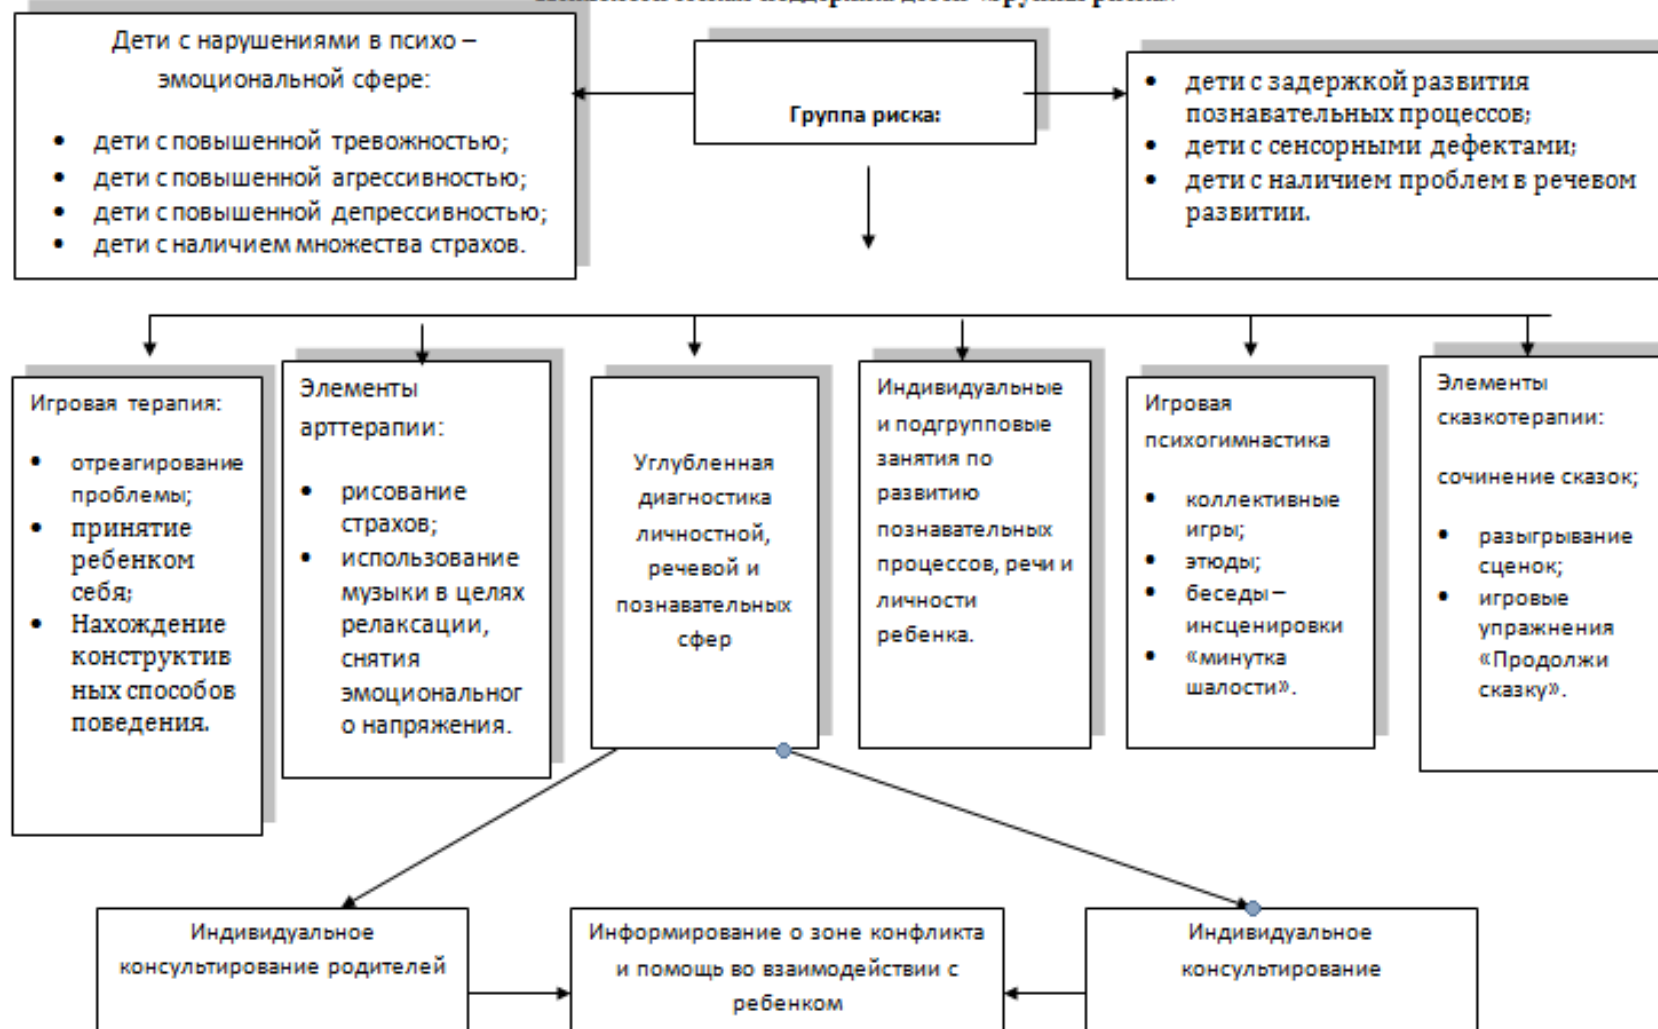 Дети с нарушениями в психо –
эмоциональной сфере:
• дети с повышенной тревожностью;
• дети с повышенной агрессивностью;
• дети с повышенной депрессивностью;
• дети с наличием множества страхов.
Группа риска:
• дети с задержкой развития
познавательных процессов;
• дети с сенсорными дефектами;
• дети с наличием проблем в речевом
развитии.
Игровая терапия:
• отреагирование
проблемы;
• принятие
ребенком
себя;
• Нахождение
конструктив
ных способов
поведения.
Элементы
арттерапии:
• рисование
страхов;
• использование
музыки в целях
релаксации,
снятия
эмоциональног
о напряжения.
Углубленная
диагностика
личностной,
речевой и
познавательных
сфер
Индивидуальные
и подгрупповые
занятия по
развитию
познавательных
процессов, речи и
личности
ребенка.
Игровая
психогимнастика
• коллективные
игры;
• этюды;
• беседы –
инсценировки
• «минутка
шалости».
Элементы
сказкотерапии:
сочинение сказок;
• разыгрывание
сценок;
• игровые
упражнения
«Продолжи
сказку».
Индивидуальное
консультирование родителей
Информирование о зоне конфликта
и помощь во взаимодействии с
ребенком
Индивидуальное
консультирование